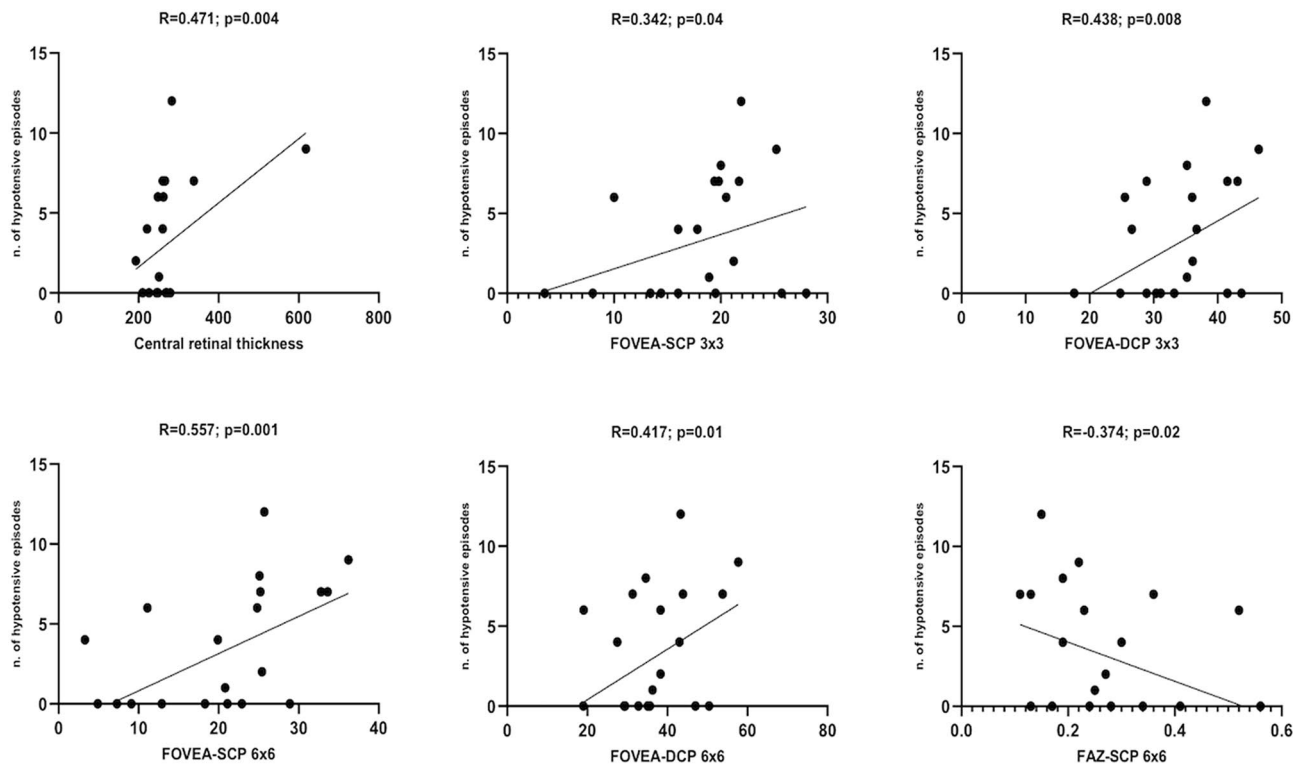 R=0.471; p=0.004
15
10
5
0
n. of hypotensive episodes
0 200 400 600 800
Central retinal thickness
R=0.342; p=0.04
15
10
5
0
n. of hypotensive episodes
0 10 20 30
FOVEA-SCP 3x3
R=0.438; p=0.008
15
10
5
0
n. of hypotensive episodes
0 10 20 30 40 50
FOVEA-DCP 3x3
R=0.557; p=0.001
15
10
5
0
n. of hypotensive episodes
0 10 20 30 40
FOVEA-SCP 6x6
R=0.417; p=0.01
15
10
5
0
n. of hypotensive episodes
0 20 40 60 80
FOVEA-DCP 6x6
R=-0.374; p=0.02
15
10
5
0
n. of hypotensive episodes
0.0 0.2 0.4 0.6
FAZ-SCP 6x6